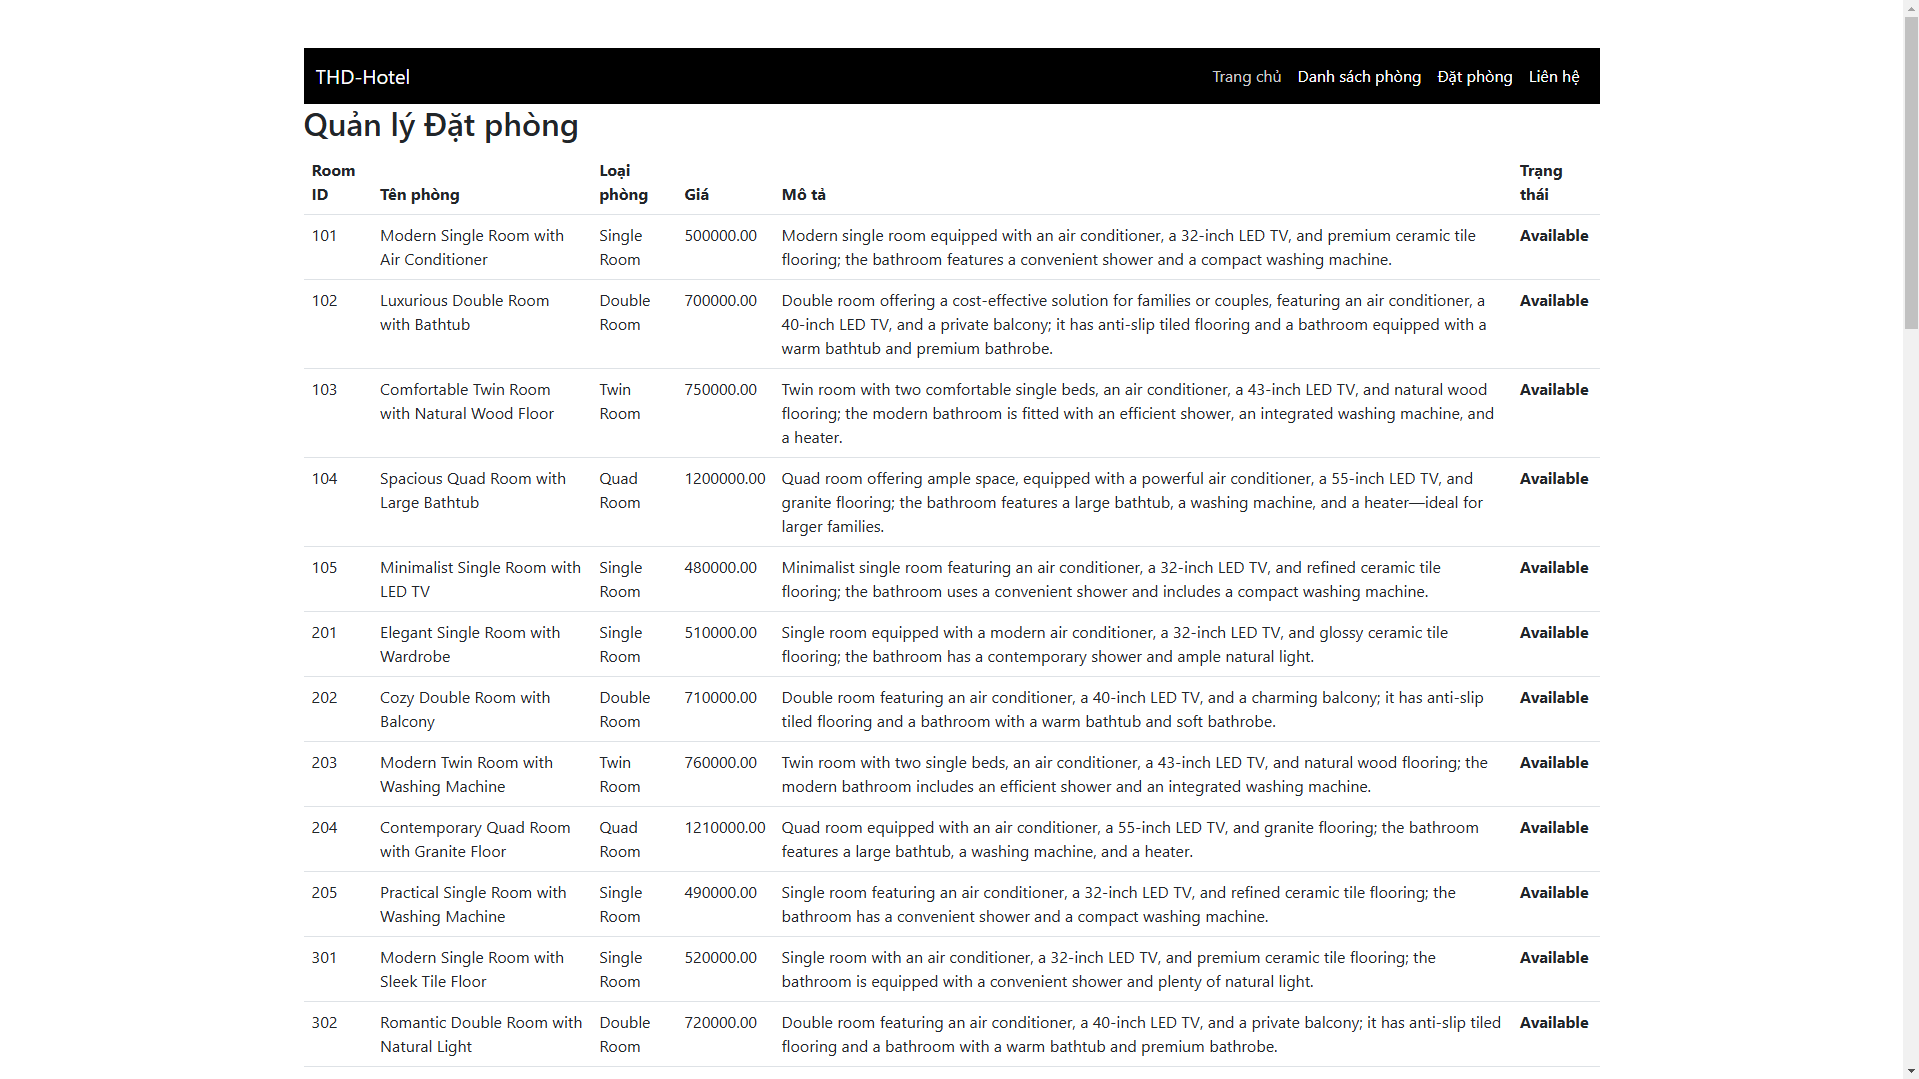 THD-Hotel
Trang chủ Danh sách phòng Đặt phòng Liên hệ
Quản lý Đặt phòng
Room ID Tên phòng Loại phòng Giá Mô tả Trạng thái
101 Modern Single Room with Air Conditioner Single Room 500000.00 Modern single room equipped with an air conditioner, a 32-inch LED TV, and premium ceramic tile flooring; the bathroom features a convenient shower and a compact washing machine. Available
102 Luxurious Double Room with Bathtub Double Room 700000.00 Double room offering a cost-effective solution for families or couples, featuring an air conditioner, a 40-inch LED TV, and a private balcony; it has anti-slip tiled flooring and a bathroom equipped with a warm bathtub and premium bathrobe. Available
103 Comfortable Twin Room with Natural Wood Floor Twin Room 750000.00 Twin room with two comfortable single beds, an air conditioner, a 43-inch LED TV, and natural wood flooring; the modern bathroom is fitted with an efficient shower, an integrated washing machine, and a heater. Available
104 Spacious Quad Room with Large Bathtub Quad Room 1200000.00 Quad room offering ample space, equipped with a powerful air conditioner, a 55-inch LED TV, and granite flooring; the bathroom features a large bathtub, a washing machine, and a heater—ideal for larger families. Available
105 Minimalist Single Room with LED TV Single Room 480000.00 Minimalist single room featuring an air conditioner, a 32-inch LED TV, and refined ceramic tile flooring; the bathroom uses a convenient shower and includes a compact washing machine. Available
201 Elegant Single Room with Wardrobe Single Room 510000.00 Single room equipped with a modern air conditioner, a 32-inch LED TV, and glossy ceramic tile flooring; the bathroom has a contemporary shower and ample natural light. Available
202 Cozy Double Room with Balcony Double Room 710000.00 Double room featuring an air conditioner, a 40-inch LED TV, and a charming balcony; it has anti-slip tiled flooring and a bathroom with a warm bathtub and soft bathrobe. Available
203 Modern Twin Room with Washing Machine Twin Room 760000.00 Twin room with two single beds, an air conditioner, a 43-inch LED TV, and natural wood flooring; the modern bathroom includes an efficient shower and an integrated washing machine. Available
204 Contemporary Quad Room with Granite Floor Quad Room 1210000.00 Quad room equipped with an air conditioner, a 55-inch LED TV, and granite flooring; the bathroom features a large bathtub, a washing machine, and a heater. Available
205 Practical Single Room with Washing Machine Single Room 490000.00 Single room featuring an air conditioner, a 32-inch LED TV, and refined ceramic tile flooring; the bathroom has a convenient shower and a compact washing machine. Available
301 Modern Single Room with Sleek Tile Floor Single Room 520000.00 Single room with an air conditioner, a 32-inch LED TV, and premium ceramic tile flooring; the bathroom is equipped with a convenient shower and plenty of natural light. Available
302 Romantic Double Room with Natural Light Double Room 720000.00 Double room featuring an air conditioner, a 40-inch LED TV, and a private balcony; it has anti-slip tiled flooring and a bathroom with a warm bathtub and premium bathrobe. Available